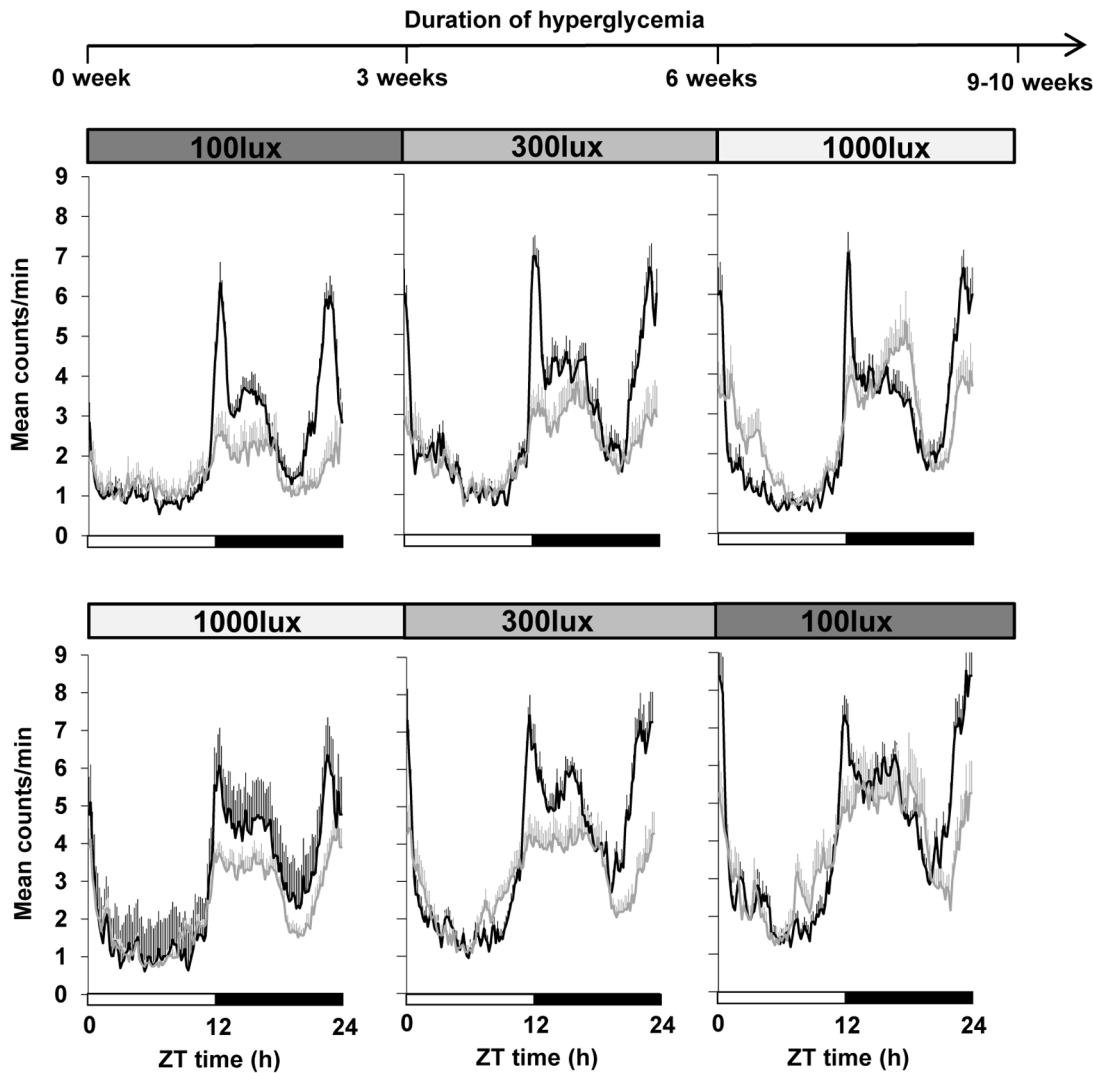 Duration of hyperglycemia
0 week 3 weeks 6 weeks 9-10 weeks
100lux 300lux 1000lux
9
8
7
6
5
4
3
2
1
0
Mean counts/min
1000lux 300lux 100lux
9
8
7
6
5
4
3
2
1
0
Mean counts/min
0 12 24 0 12 24 0 12 24
ZT time (h) ZT time (h) ZT time (h)